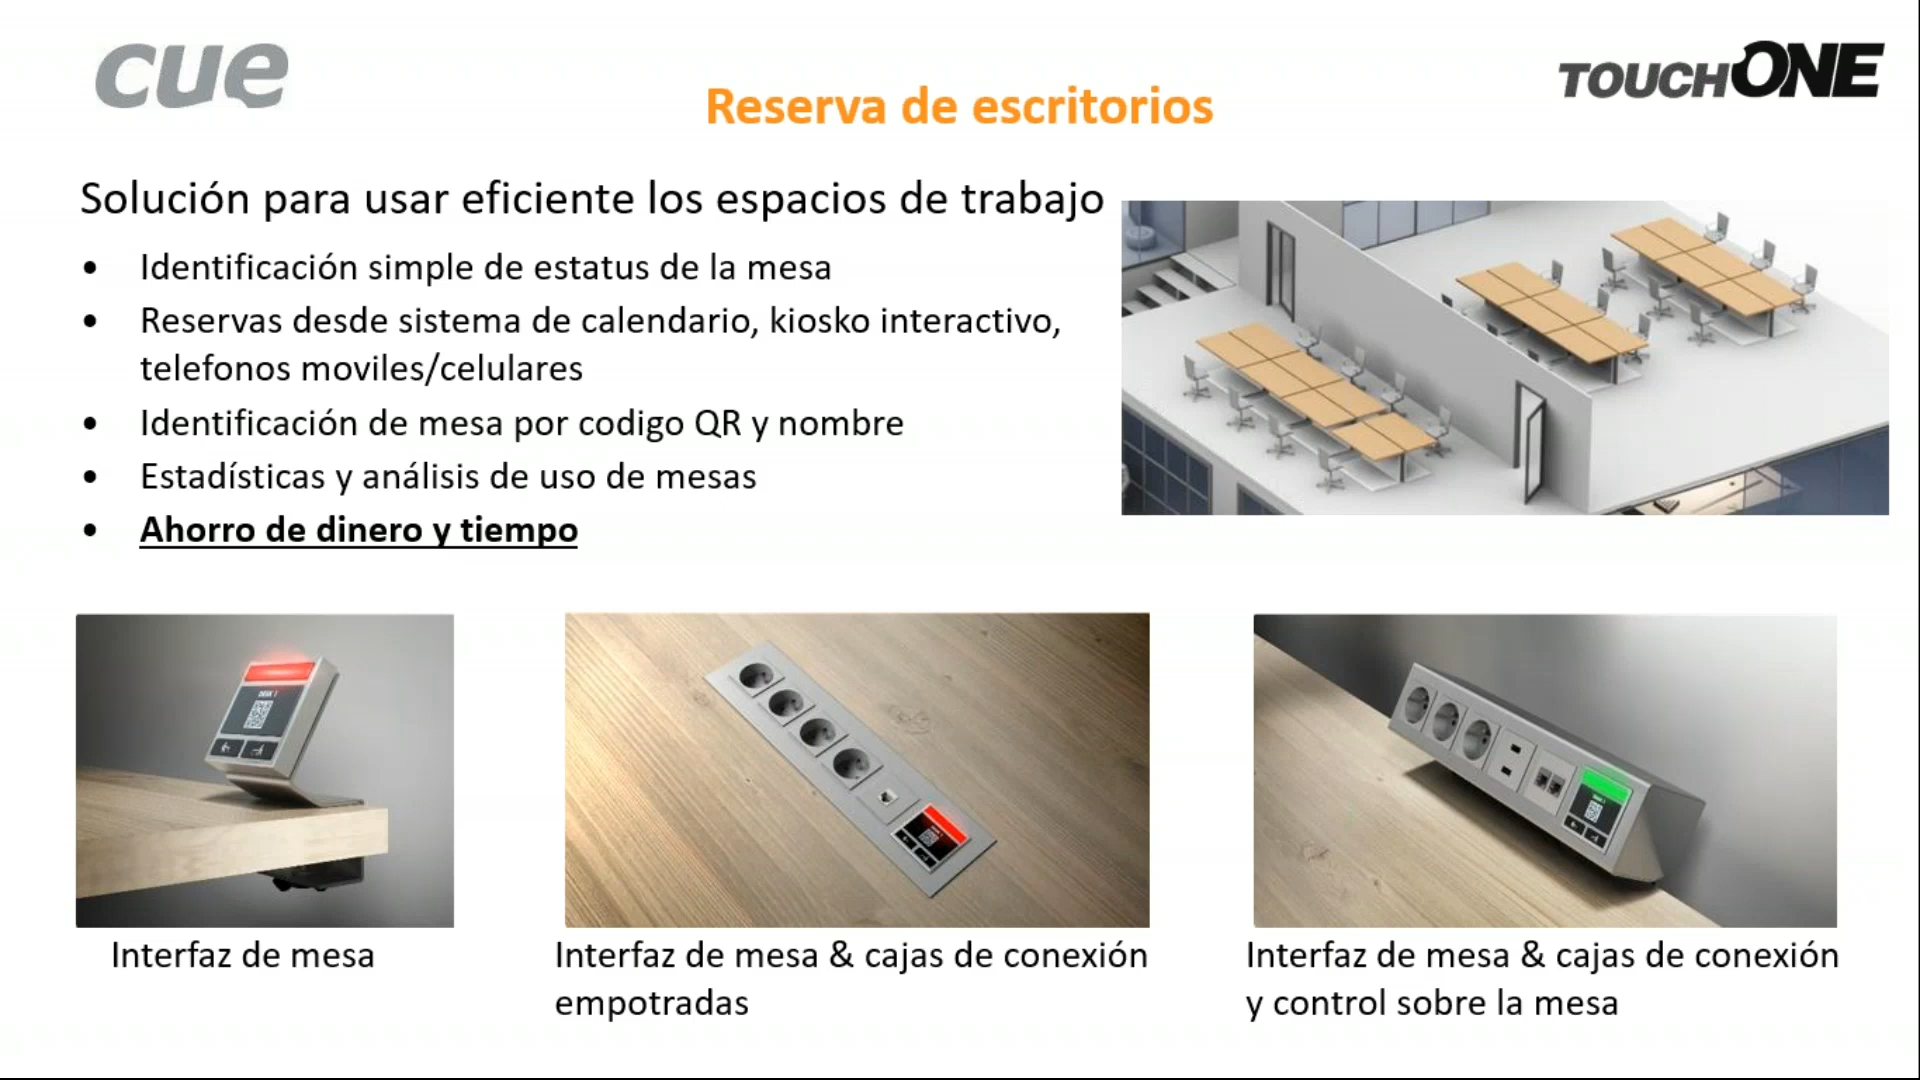 cue
TOUCHONE
Reserva de escritorios
Solución para usar eficiente los espacios de trabajo
• Identificación simple de estatus de la mesa
• Reservas desde sistema de calendario, kiosko interactivo,
telefonos moviles/celulares
• Identificación de mesa por codigo QR y nombre
• Estadísticas y análisis de uso de mesas
• Ahorro de dinero y tiempo
Interfaz de mesa
Interfaz de mesa & cajas de conexión
empotradas
Interfaz de mesa & cajas de conexión
y control sobre la mesa